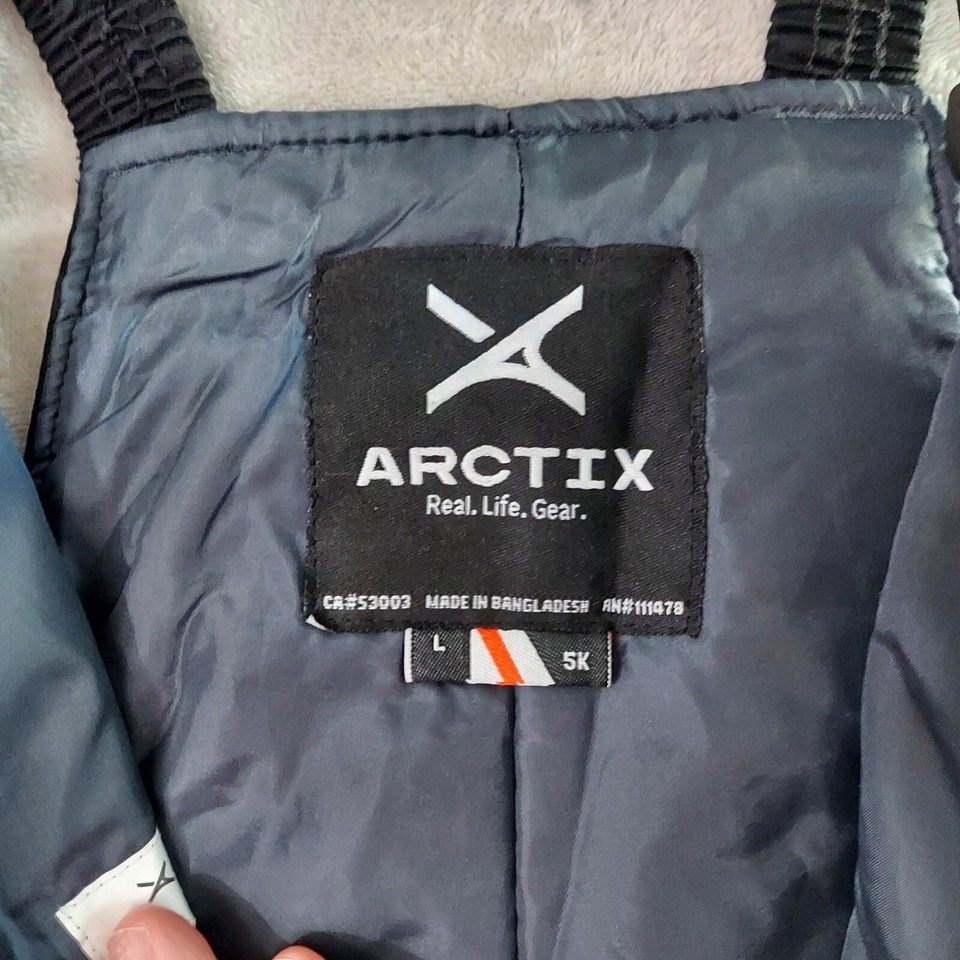 ARCTIX
Real. Life. Gear.
CA#53003 MADE IN BANGLADESH RN#111478
L 5K